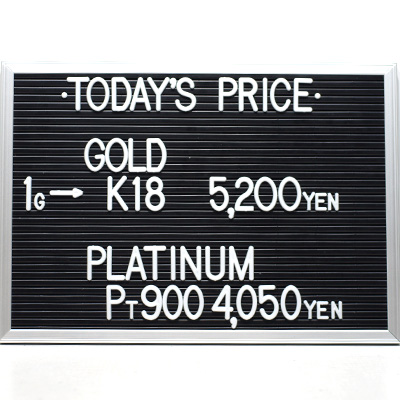 ·TODAY'S PRICE·
GOLD
1G→ K18 5,200YEN
PLATINUM
PT900 4,050YEN